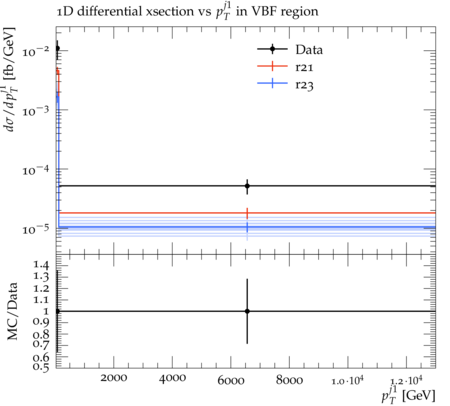 1D differential xsection vs p_T^{j1} in VBF region
dσ/dp_T^{j1} [fb/GeV]
10^{-2}
10^{-3}
10^{-4}
10^{-5}
Data
r21
r23
MC/Data
1.4
1.3
1.2
1.1
1
0.9
0.8
0.7
0.6
0.5
2000 4000 6000 8000 1.0·10^4 1.2·10^4
p_T^{j1} [GeV]